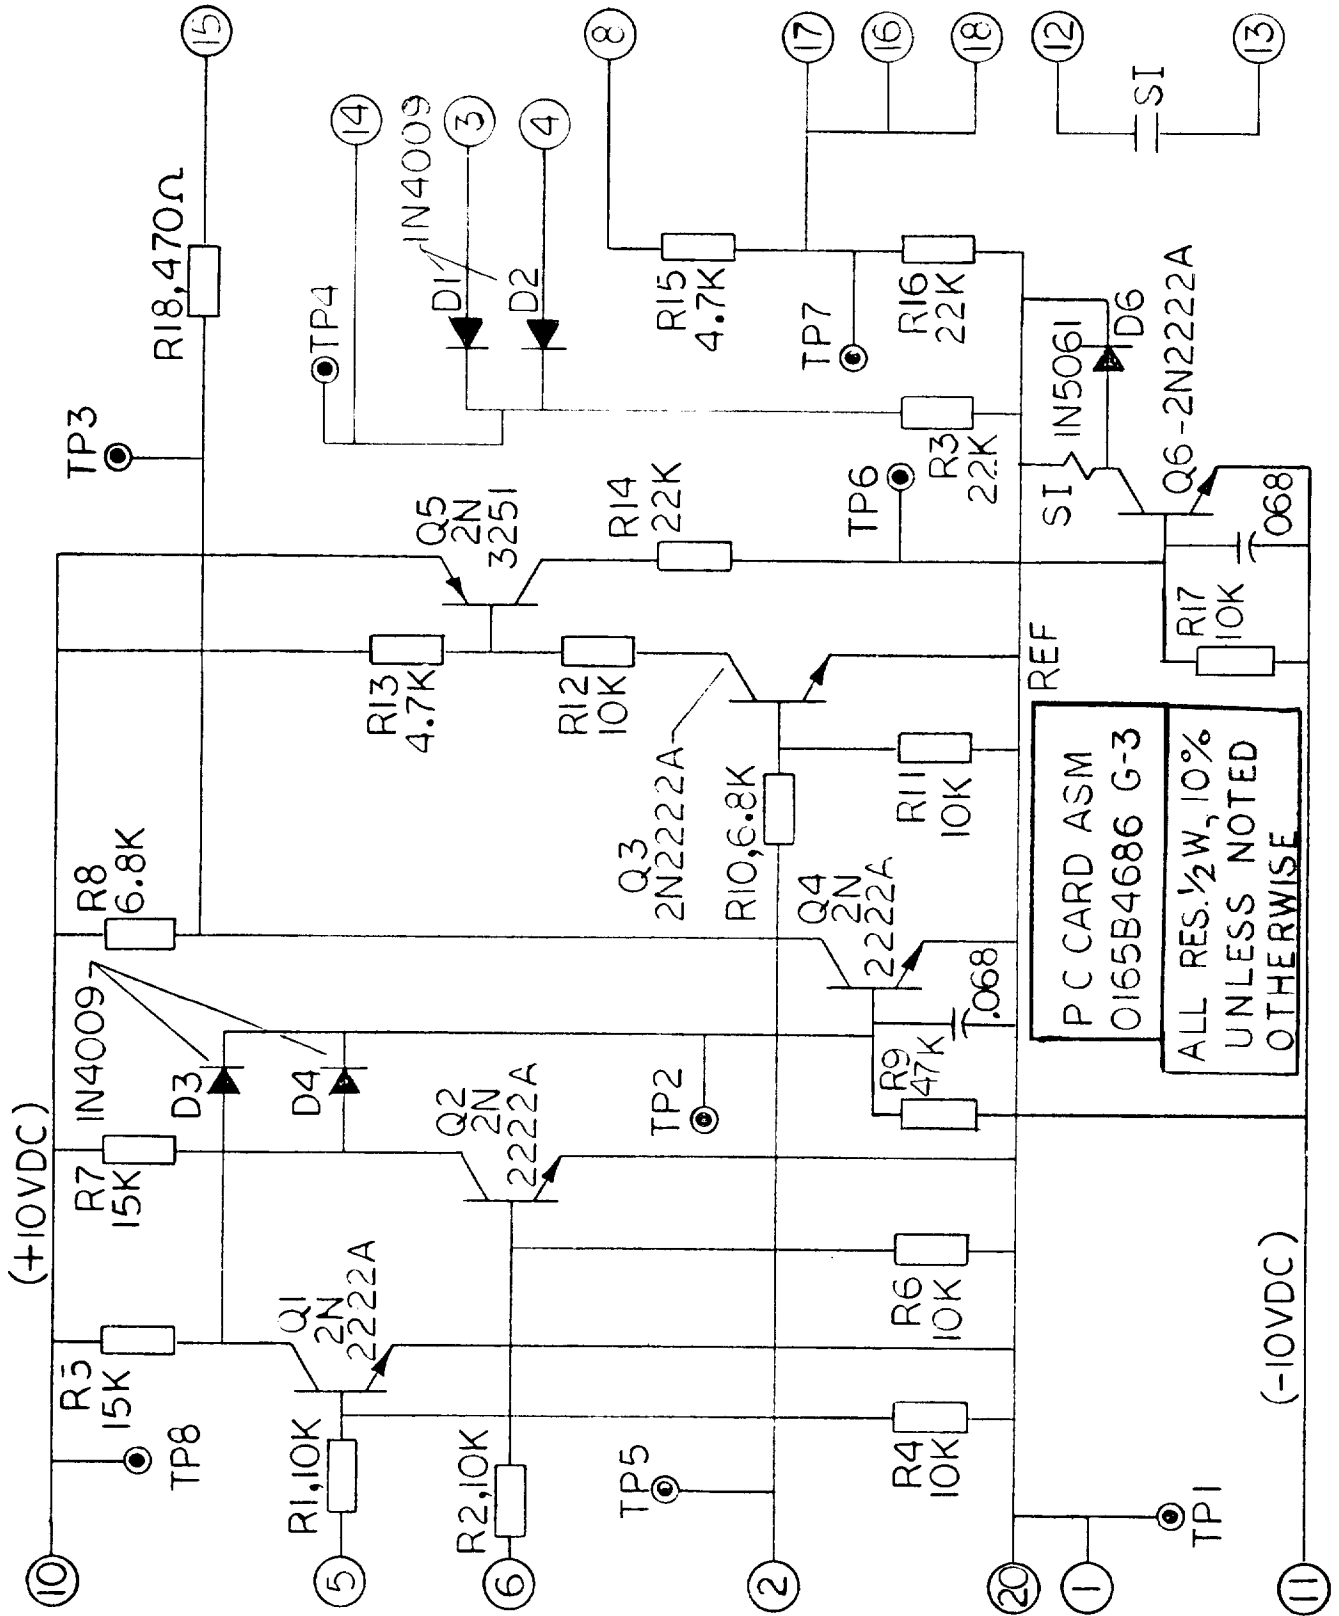 (+10VDC)
10
R5
15K
TP8
R7
15K
1N4009
D3
D4
R8
6.8K
TP3
R18,470Ω
15
5
R1,10K
Q1
2N
2222A
6
R2,10K
Q2
2N
2222A
R13
4.7K
Q5
2N
3251
R12
10K
R14
22K
TP4
14
1N4009
D1
3
D2
4
8
R15
4.7K
17
16
18
TP7
R16
22K
12
SI
13
TP5
2
TP2
Q3
2N2222A
R10,6.8K
Q4
2N
2222A
R11
10K
TP6
R3
22K
R4
10K
R6
10K
R9
47K
.068
20
REF
SI
1N5061
D6
Q6-2N2222A
1
TP1
P C CARD ASM
0165B4686 G-3
ALL RES. ½W, 10%
UNLESS NOTED
OTHERWISE
R17
10K
.068
(-10VDC)
11